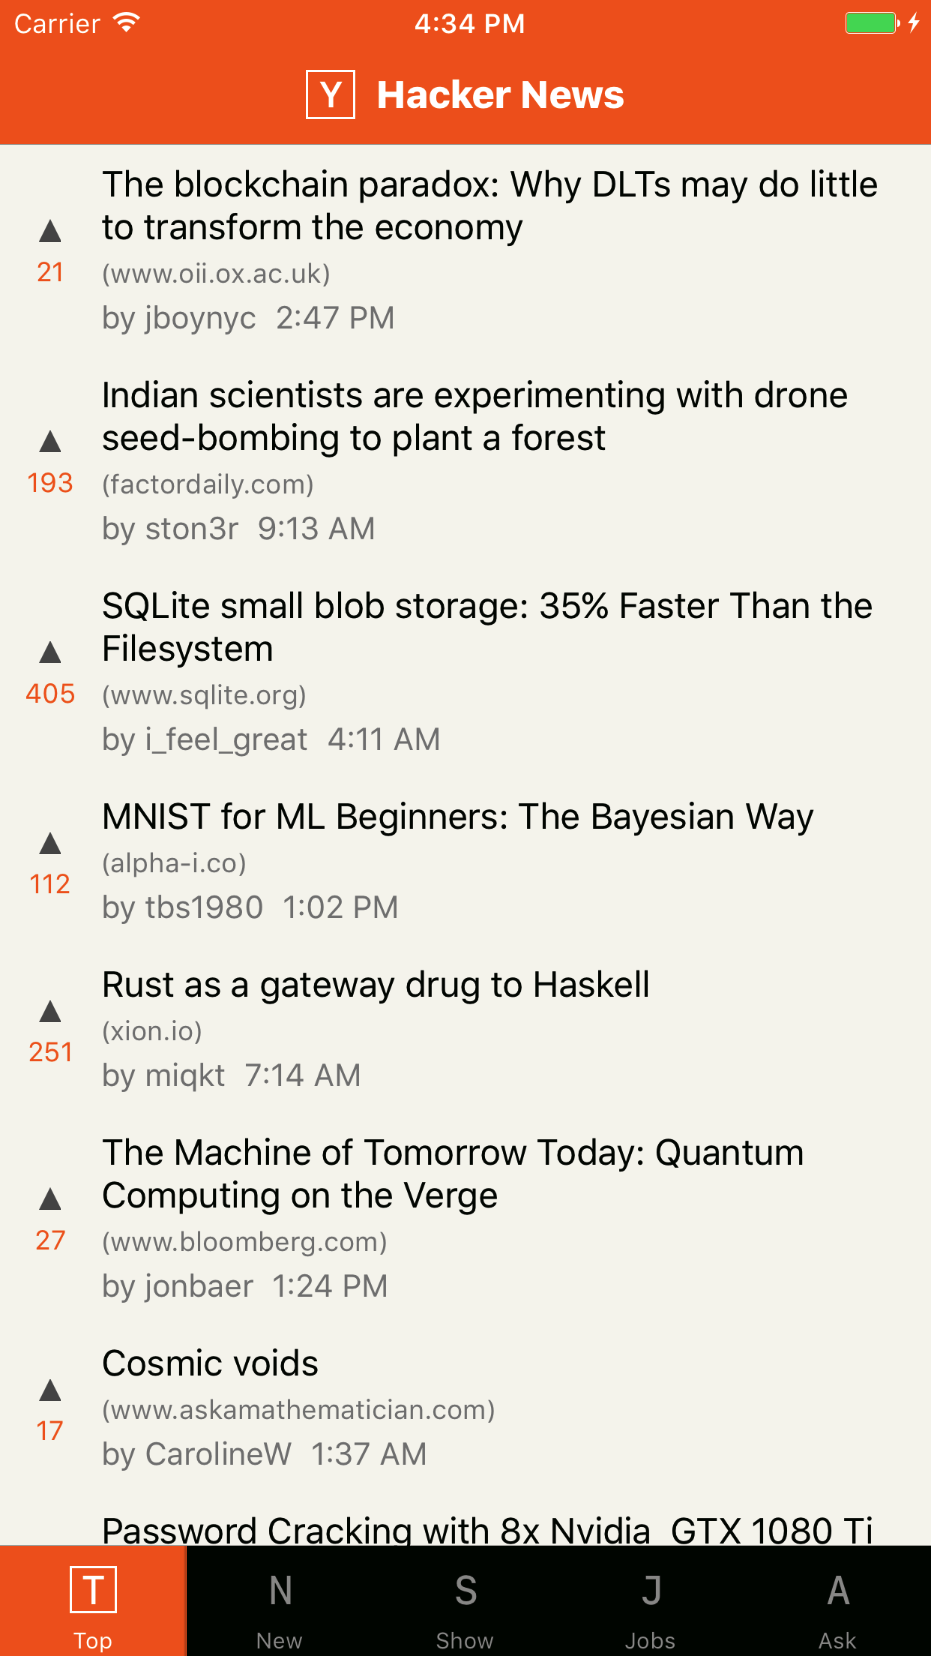 Carrier 4:34 PM
Y Hacker News
The blockchain paradox: Why DLTs may do little
to transform the economy
▲
21
(www.oii.ox.ac.uk)
by jboynyc 2:47 PM
Indian scientists are experimenting with drone
seed-bombing to plant a forest
▲
193
(factordaily.com)
by ston3r 9:13 AM
SQLite small blob storage: 35% Faster Than the
Filesystem
▲
405
(www.sqlite.org)
by i_feel_great 4:11 AM
MNIST for ML Beginners: The Bayesian Way
▲
112
(alpha-i.co)
by tbs1980 1:02 PM
Rust as a gateway drug to Haskell
▲
251
(xion.io)
by miqkt 7:14 AM
The Machine of Tomorrow Today: Quantum
Computing on the Verge
▲
27
(www.bloomberg.com)
by jonbaer 1:24 PM
Cosmic voids
▲
17
(www.askamathematician.com)
by CarolineW 1:37 AM
Password Cracking with 8x Nvidia GTX 1080 Ti
T N S J A
Top New Show Jobs Ask